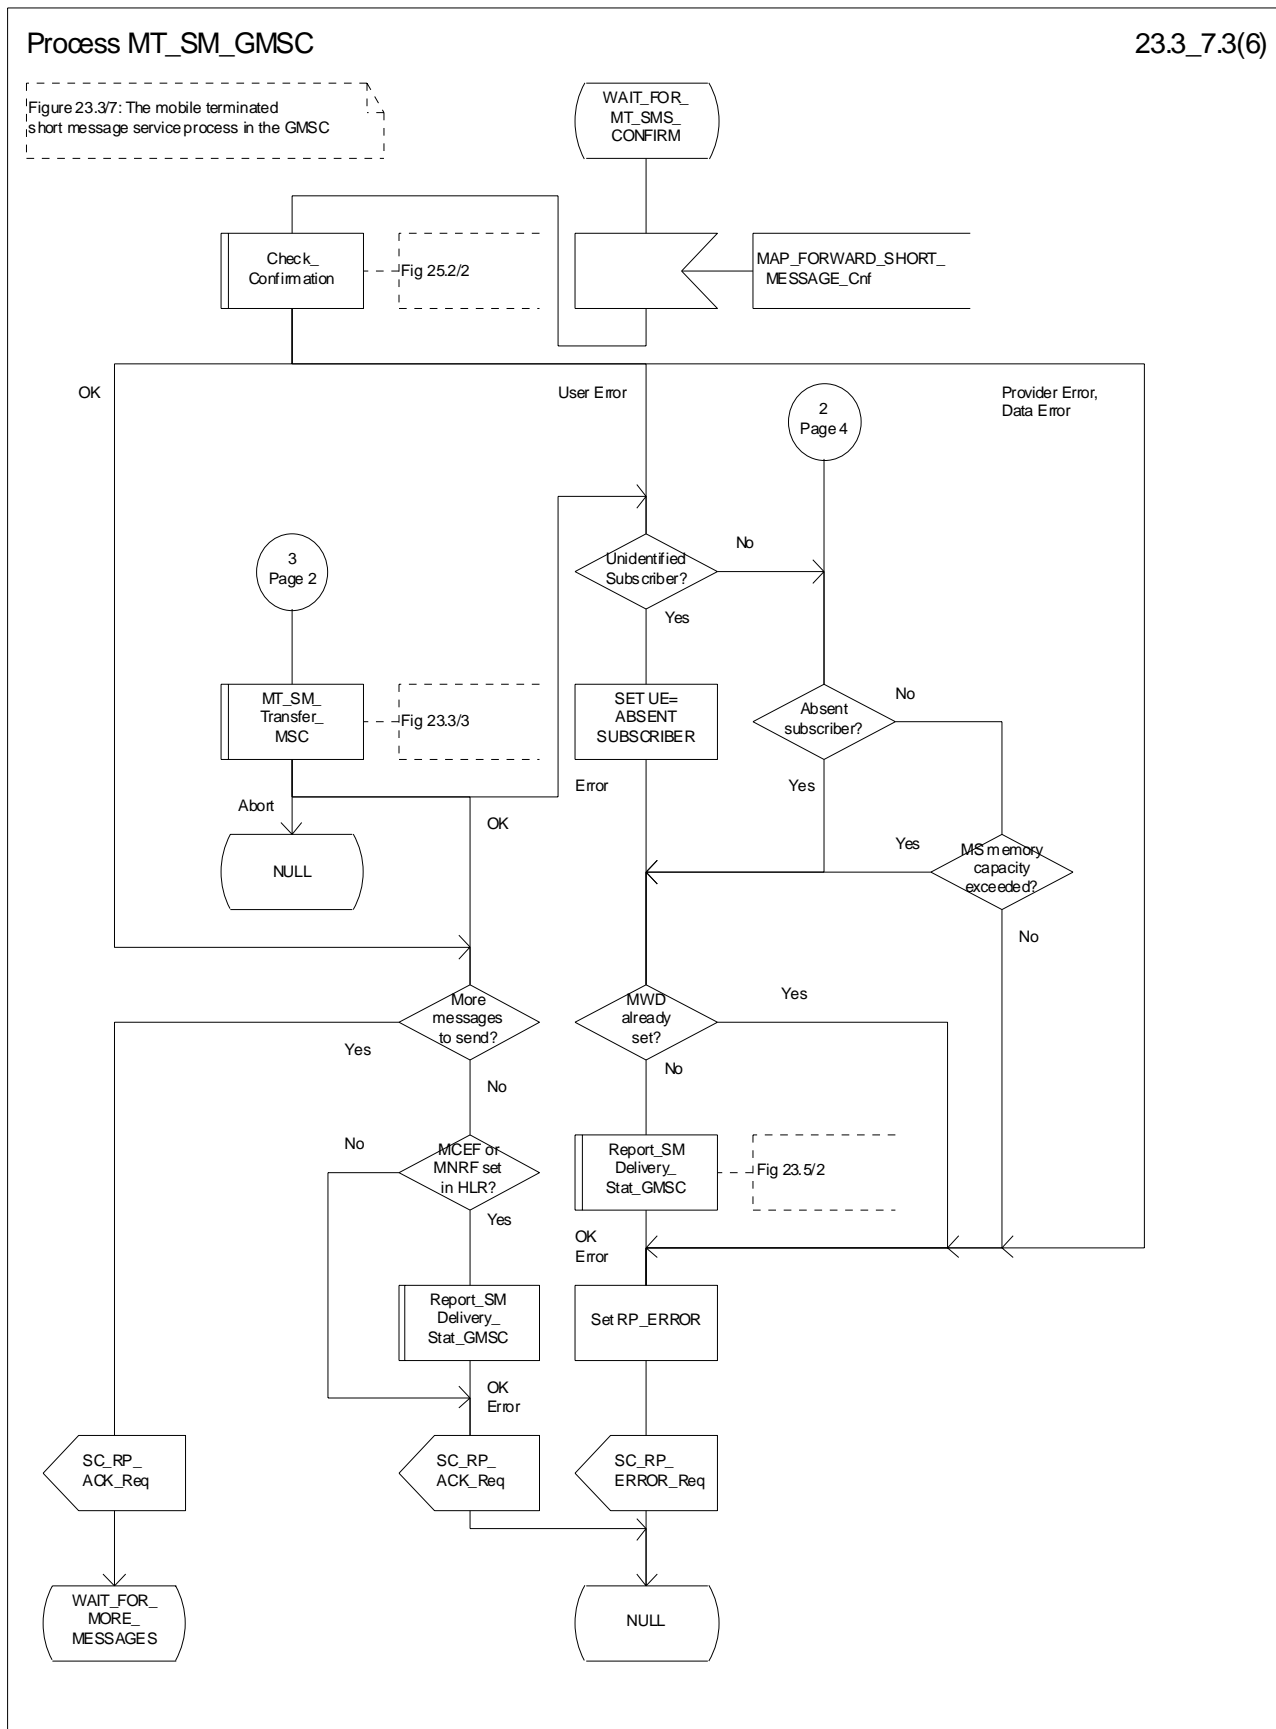 Process MT_SM_GMSC
23.3_7.3(6)
Figure 23.3/7: The mobile terminated
short message service process in the GMSC
WAIT_FOR_
MT_SMS_
CONFIRM
Check_
Confirmation
Fig 25.2/2
MAP_FORWARD_SHORT_
MESSAGE_Cnf
OK
User Error
Provider Error,
Data Error
2
Page 4
3
Page 2
Unidentified
Subscriber?
No
Yes
MT_SM_
Transfer_
MSC
Fig 23.3/3
SET UE=
ABSENT
SUBSCRIBER
Absent
subscriber?
No
Error
Yes
Abort
OK
NULL
Yes
MS memory
capacity
exceeded?
No
More
messages
to send?
Yes
No
MWD
already
set?
Yes
No
No
MCEF or
MNRF set
in HLR?
Yes
Report_SM
Delivery_
Stat_GMSC
Fig 23.5/2
OK
Error
Report_SM
Delivery_
Stat_GMSC
Set RP_ERROR
OK
Error
SC_RP_
ACK_Req
SC_RP_
ACK_Req
SC_RP_
ERROR_Req
WAIT_FOR_
MORE_
MESSAGES
NULL